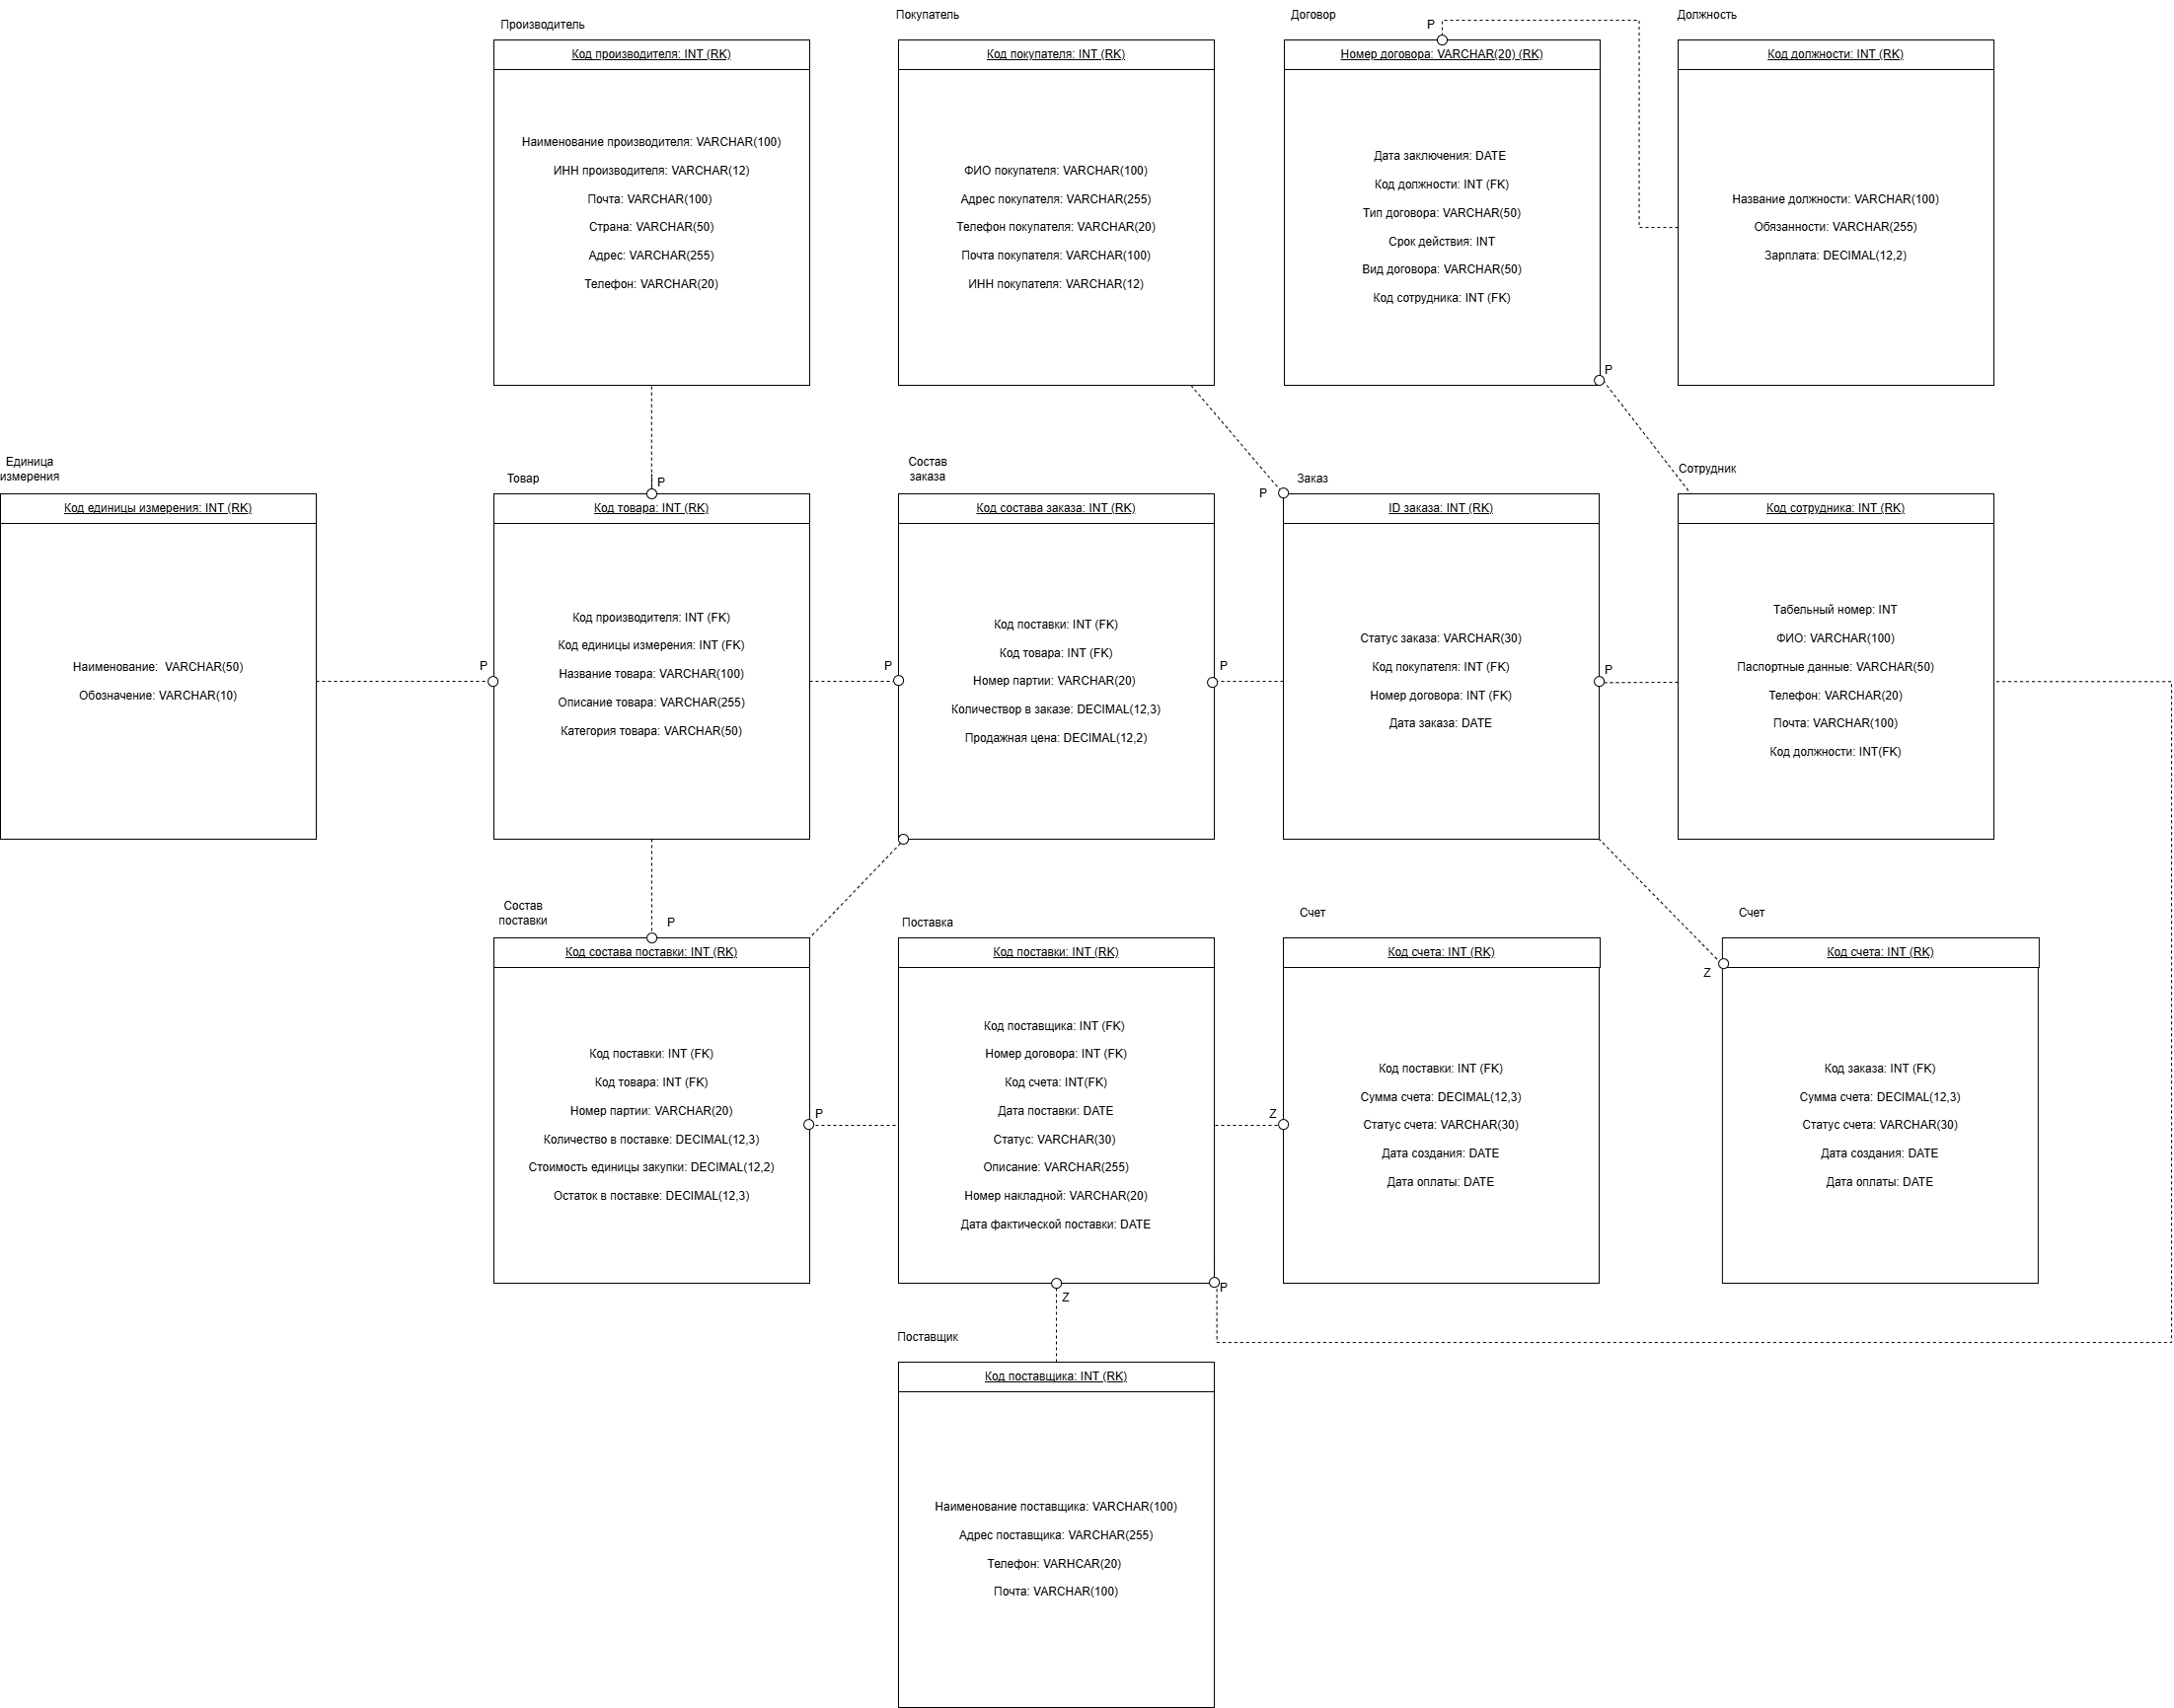 Производитель
Код производителя: INT (RK)
Наименование производителя: VARCHAR(100)
ИНН производителя: VARCHAR(12)
Почта: VARCHAR(100)
Страна: VARCHAR(50)
Адрес: VARCHAR(255)
Телефон: VARCHAR(20)
Покупатель
Код покупателя: INT (RK)
ФИО покупателя: VARCHAR(100)
Адрес покупателя: VARCHAR(255)
Телефон покупателя: VARCHAR(20)
Почта покупателя: VARCHAR(100)
ИНН покупателя: VARCHAR(12)
Договор
P
Номер договора: VARCHAR(20) (RK)
Дата заключения: DATE
Код должности: INT (FK)
Тип договора: VARCHAR(50)
Срок действия: INT
Вид договора: VARCHAR(50)
Код сотрудника: INT (FK)
P
Должность
Код должности: INT (RK)
Название должности: VARCHAR(100)
Обязанности: VARCHAR(255)
Зарплата: DECIMAL(12,2)
Единица
измерения
Код единицы измерения: INT (RK)
Наименование:  VARCHAR(50)
Обозначение: VARCHAR(10)
P
Товар
P
Код товара: INT (RK)
Код производителя: INT (FK)
Код единицы измерения: INT (FK)
Название товара: VARCHAR(100)
Описание товара: VARCHAR(255)
Категория товара: VARCHAR(50)
P
Состав
заказа
Код состава заказа: INT (RK)
Код поставки: INT (FK)
Код товара: INT (FK)
Номер партии: VARCHAR(20)
Количествор в заказе: DECIMAL(12,3)
Продажная цена: DECIMAL(12,2)
P
P
Заказ
ID заказа: INT (RK)
Статус заказа: VARCHAR(30)
Код покупателя: INT (FK)
Номер договора: INT (FK)
Дата заказа: DATE
P
Сотрудник
Код сотрудника: INT (RK)
Табельный номер: INT
ФИО: VARCHAR(100)
Паспортные данные: VARCHAR(50)
Телефон: VARCHAR(20)
Почта: VARCHAR(100)
Код должности: INT(FK)
Состав
поставки
P
Код состава поставки: INT (RK)
Код поставки: INT (FK)
Код товара: INT (FK)
Номер партии: VARCHAR(20)
Количество в поставке: DECIMAL(12,3)
Стоимость единицы закупки: DECIMAL(12,2)
Остаток в поставке: DECIMAL(12,3)
P
Поставка
Код поставки: INT (RK)
Код поставщика: INT (FK)
Номер договора: INT (FK)
Код счета: INT(FK)
Дата поставки: DATE
Статус: VARCHAR(30)
Описание: VARCHAR(255)
Номер накладной: VARCHAR(20)
Дата фактической поставки: DATE
Z
P
Z
Счет
Код счета: INT (RK)
Код поставки: INT (FK)
Сумма счета: DECIMAL(12,3)
Статус счета: VARCHAR(30)
Дата создания: DATE
Дата оплаты: DATE
Z
Счет
Код счета: INT (RK)
Код заказа: INT (FK)
Сумма счета: DECIMAL(12,3)
Статус счета: VARCHAR(30)
Дата создания: DATE
Дата оплаты: DATE
Поставщик
Код поставщика: INT (RK)
Наименование поставщика: VARCHAR(100)
Адрес поставщика: VARCHAR(255)
Телефон: VARHCAR(20)
Почта: VARCHAR(100)